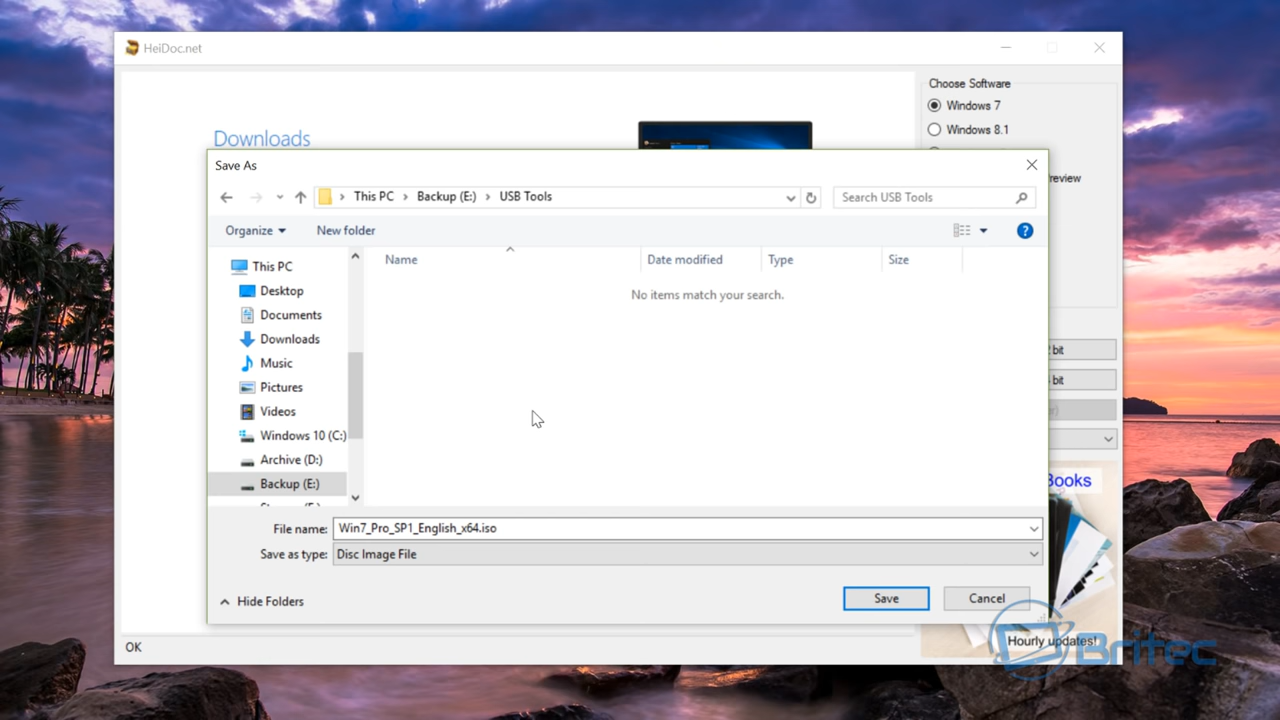 HeiDoc.net
Choose Software
Windows 7
Windows 8.1
Downloads
Save As
review
This PC > Backup (E:) > USB Tools
Search USB Tools
Organize
New folder
?
This PC
Desktop
Documents
Downloads
Music
Pictures
Videos
Windows 10 (C:)
Archive (D:)
Backup (E:)
Name
Date modified
Type
Size
No items match your search.
bit
bit
Books
File name: Win7_Pro_SP1_English_x64.iso
Save as type: Disc Image File
Hide Folders
Save
Cancel
Hourly updates!
OK
Britec